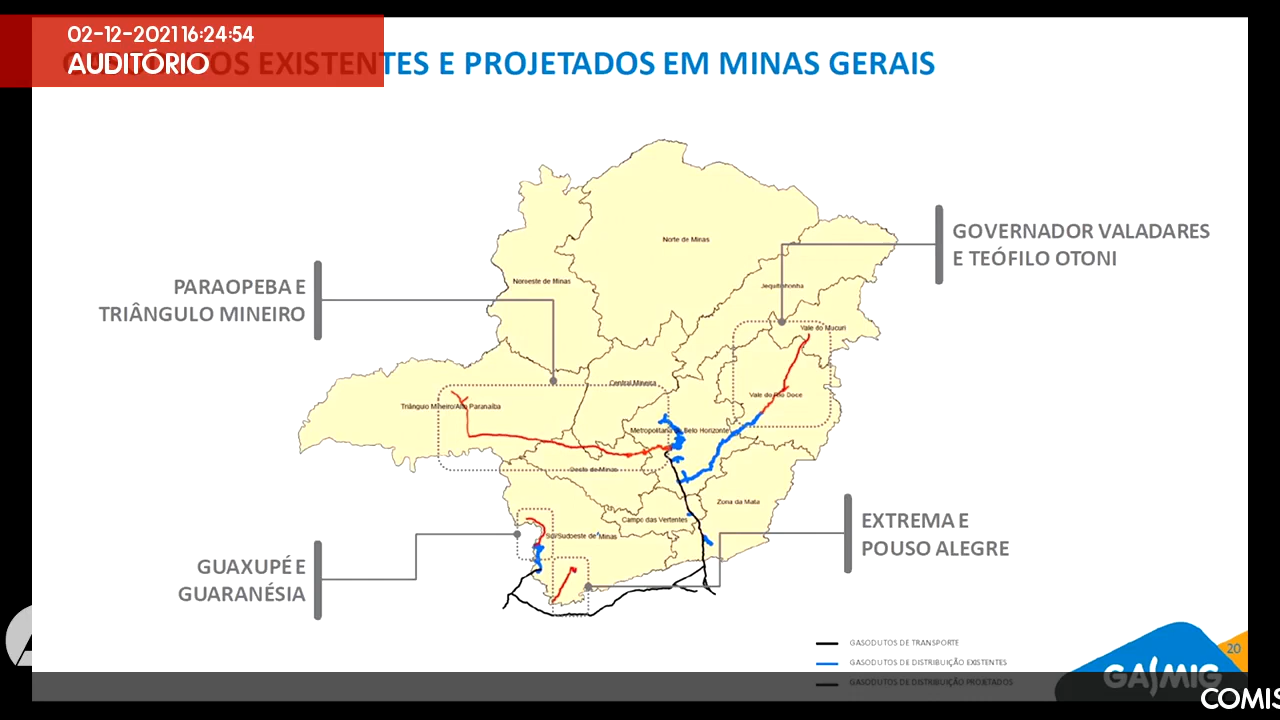 02-12-2021 16:24:54
AUDITÓRIO
EXISTENTES E PROJETADOS EM MINAS GERAIS
GOVERNADOR VALADARES
E TEÓFILO OTONI
Norte de Minas
Noroeste de Minas
Jequitinhonha
PARAOPEBA E
TRIÂNGULO MINEIRO
Vale do Mucuri
Central Mineira
Vale do Rio Doce
Triângulo Mineiro/Alto Paranaíba
Metropolitana de Belo Horizonte
Oeste de Minas
Zona da Mata
Campo das Vertentes
Sul/Sudoeste de Minas
EXTREMA E
POUSO ALEGRE
GUAXUPÉ E
GUARANÉSIA
GASODUTOS DE TRANSPORTE
GASODUTOS DE DISTRIBUIÇÃO EXISTENTES
GASODUTOS DE DISTRIBUIÇÃO PROJETADOS
20
GASMIG
COMIS